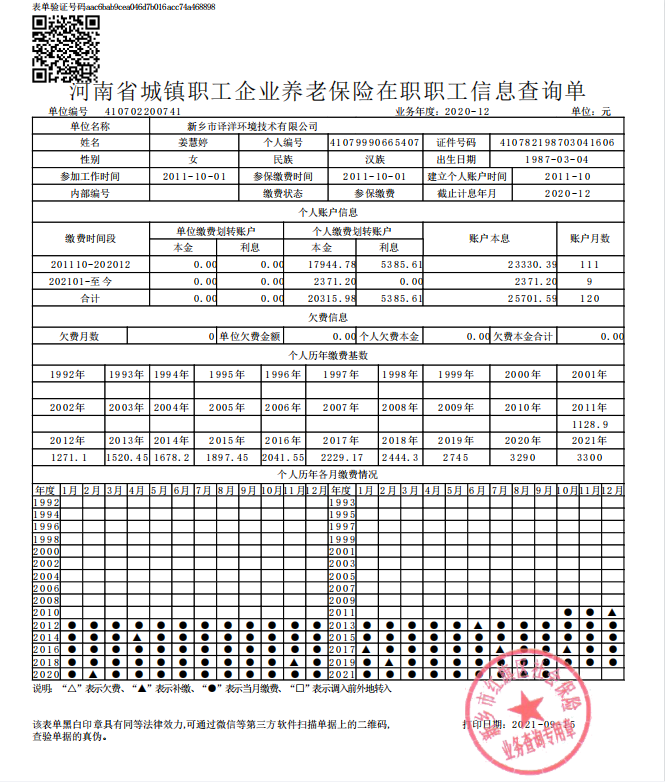 表单验证号码aac6bab9cea046d7b016acc74a468898
河南省城镇职工企业养老保险在职职工信息查询单
单位编号 410702200741 业务年度：2020-12 单位：元
单位名称 新乡市译洋环境技术有限公司
姓名 姜慧婷 个人编号 41079990665407 证件号码 410782198703041606
性别 女 民族 汉族 出生日期 1987-03-04
参加工作时间 2011-10-01 参保缴费时间 2011-10-01 建立个人账户时间 2011-10
内部编号 缴费状态 参保缴费 截止计息年月 2020-12
个人账户信息
缴费时间段 单位缴费划转账户 个人缴费划转账户 账户本息 账户月数
本金 利息 本金 利息
201110-202012 0.00 0.00 17944.78 5385.61 23330.39 111
202101-至今 0.00 0.00 2371.20 0.00 2371.20 9
合计 0.00 0.00 20315.98 5385.61 25701.59 120
欠费信息
欠费月数 0 单位欠费金额 0.00 个人欠费本金 0.00 欠费本金合计 0.00
个人历年缴费基数
1992年 1993年 1994年 1995年 1996年 1997年 1998年 1999年 2000年 2001年
2002年 2003年 2004年 2005年 2006年 2007年 2008年 2009年 2010年 2011年
1128.9
2012年 2013年 2014年 2015年 2016年 2017年 2018年 2019年 2020年 2021年
1271.1 1520.45 1678.2 1897.45 2041.55 2229.17 2444.3 2745 3290 3300
个人历年各月缴费情况
年度 1月 2月 3月 4月 5月 6月 7月 8月 9月 10月 11月 12月 年度 1月 2月 3月 4月 5月 6月 7月 8月 9月 10月 11月 12月
1992 1993
1994 1995
1996 1997
1998 1999
2000 2001
2002 2003
2004 2005
2006 2007
2008 2009
2010 2011 ● ● ▲
2012 ● ● ● ● ● ● ● ● ● ● ● ● 2013 ● ● ● ● ● ▲ ● ● ● ● ● ●
2014 ● ● ● ▲ ● ● ● ● ● ● ● ● 2015 ● ● ● ● ● ● ● ● ● ● ● ●
2016 ● ● ● ● ● ● ● ● ● ● ● ● 2017 ▲ ● ● ● ● ● ▲ ● ● ▲ ● ●
2018 ● ● ● ● ● ● ● ● ● ● ▲ ● 2019 ● ▲ ● ● ● ● ● ● ● ● ● ●
2020 ● ▲ ● ● ● ● ● ● ● ● ● ● 2021 ● ● ● ● ● ● ● ● ●
说明：“△”表示欠费、“▲”表示补缴、“●”表示当月缴费、“□”表示调入前外地转入
该表单黑白印章具有同等法律效力,可通过微信等第三方软件扫描单据上的二维码,
查验单据的真伪。
打印日期：2021-09-15
新乡市红旗区社会保险
业务查询专用章